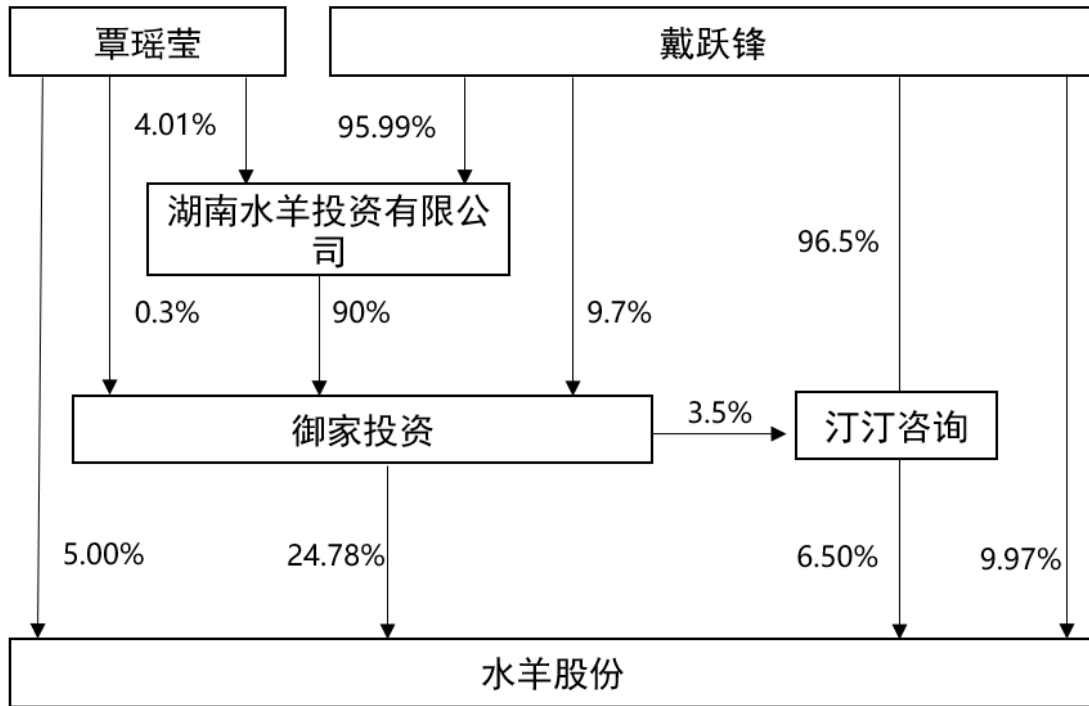 覃瑶莹
戴跃锋
4.01%
95.99%
湖南水羊投资有限公
司
96.5%
0.3%
90%
9.7%
御家投资
3.5%
汀汀咨询
5.00%
24.78%
6.50%
9.97%
水羊股份